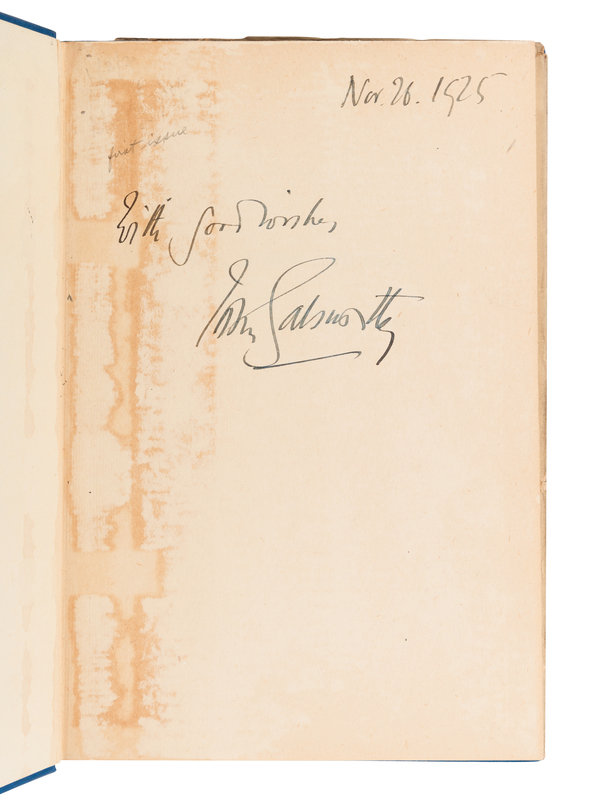 Nov. 26. 1925
first issue
With good wishes,
John Galsworthy